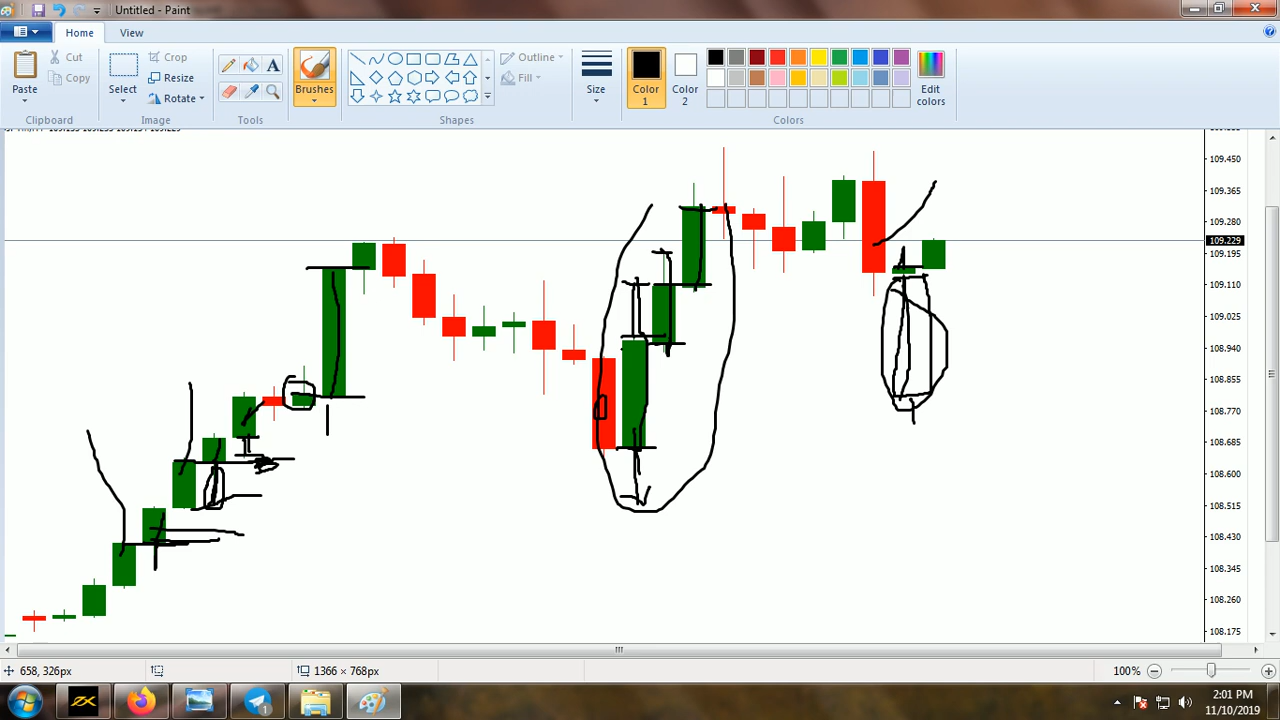 Untitled - Paint
Home
View
Paste
Cut
Copy
Clipboard
Select
Crop
Resize
Rotate
Image
Tools
Brushes
Outline
Fill
Shapes
Size
Color 1
Color 2
Edit colors
Colors
109.450
109.365
109.280
109.229
109.195
109.110
109.025
108.940
108.855
108.770
108.685
108.600
108.515
108.430
108.345
108.260
108.175
658, 326px
1366 × 768px
100%
2:01 PM
11/10/2019